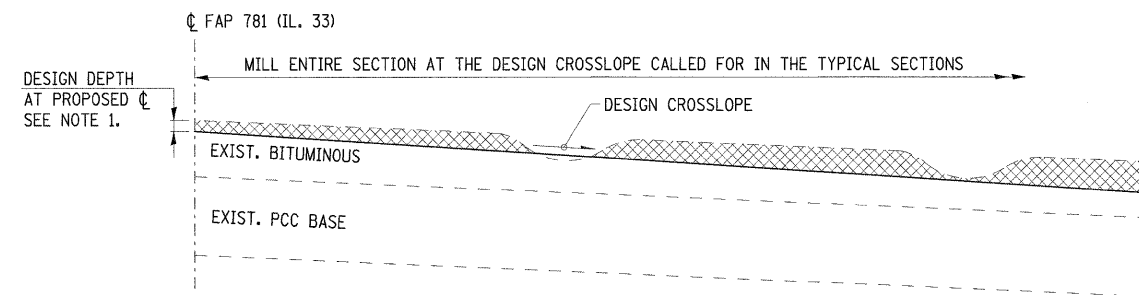 ℄ FAP 781 (IL. 33)
MILL ENTIRE SECTION AT THE DESIGN CROSSLOPE CALLED FOR IN THE TYPICAL SECTIONS
DESIGN DEPTH
AT PROPOSED ℄
SEE NOTE 1.
DESIGN CROSSLOPE
EXIST. BITUMINOUS
EXIST. PCC BASE